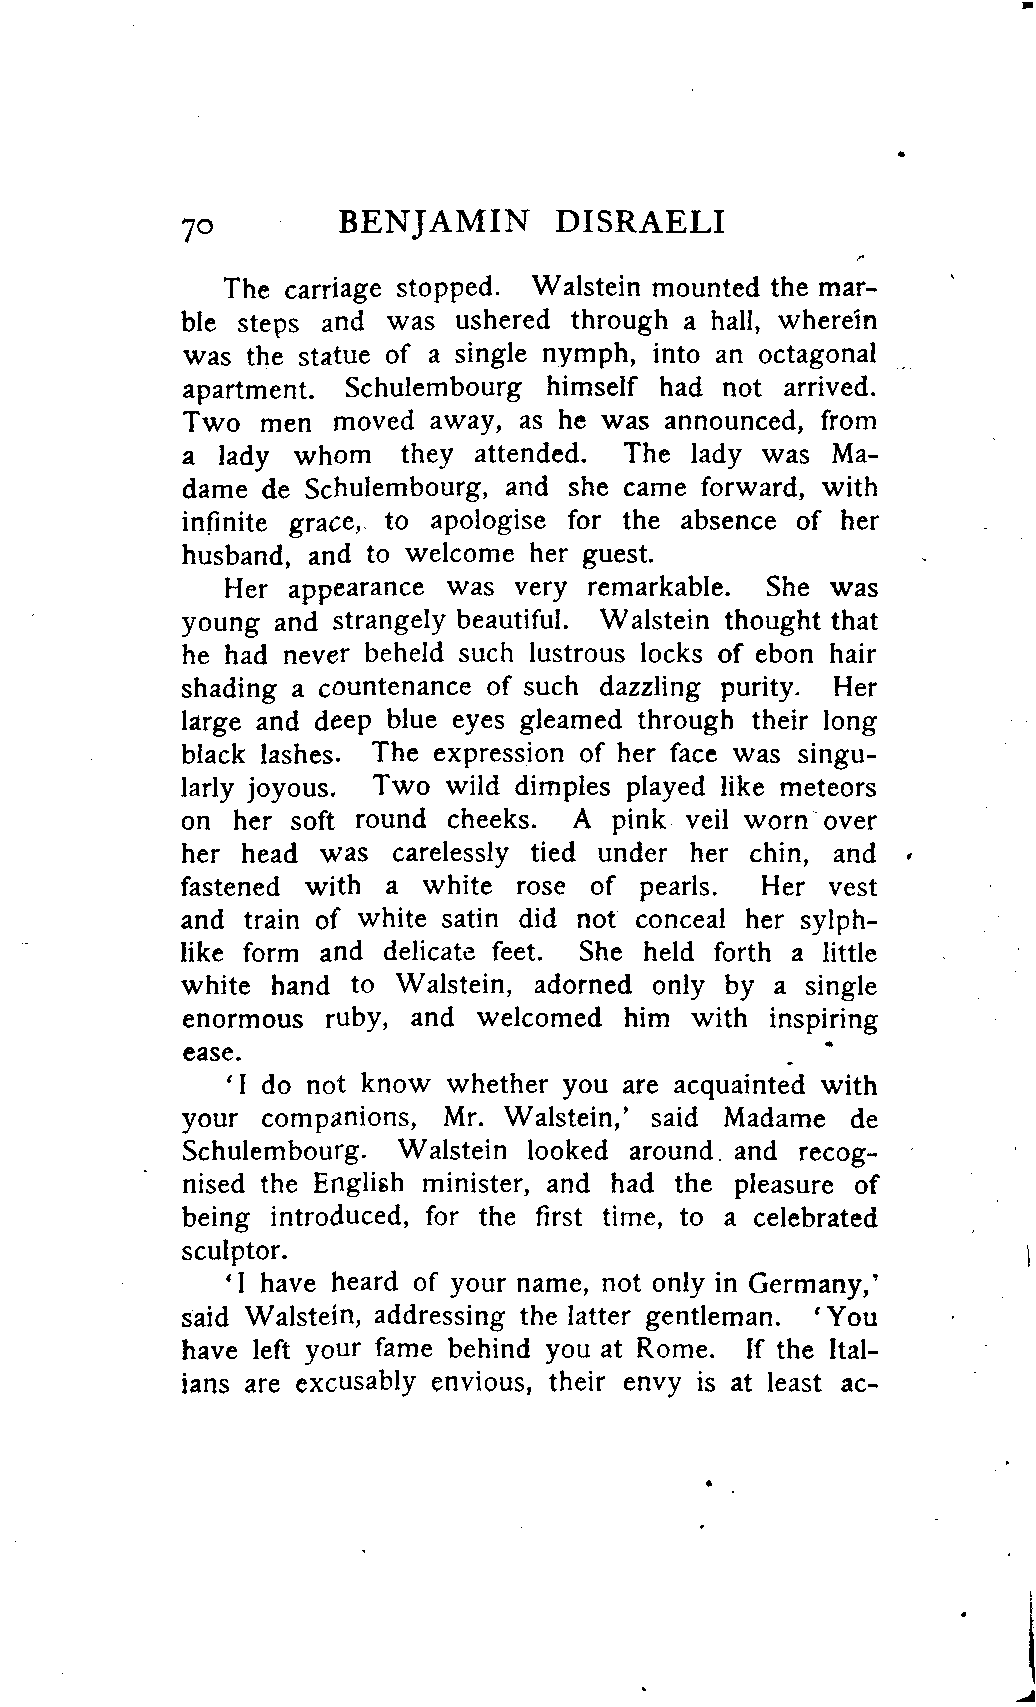 70 BENJAMIN DISRAELI
The carriage stopped. Walstein mounted the mar-
ble steps and was ushered through a hall, wherein
was the statue of a single nymph, into an octagonal
apartment. Schulembourg himself had not arrived.
Two men moved away, as he was announced, from
a lady whom they attended. The lady was Ma-
dame de Schulembourg, and she came forward, with
infinite grace, to apologise for the absence of her
husband, and to welcome her guest.
Her appearance was very remarkable. She was
young and strangely beautiful. Walstein thought that
he had never beheld such lustrous locks of ebon hair
shading a countenance of such dazzling purity. Her
large and deep blue eyes gleamed through their long
black lashes. The expression of her face was singu-
larly joyous. Two wild dimples played like meteors
on her soft round cheeks. A pink veil worn over
her head was carelessly tied under her chin, and
fastened with a white rose of pearls. Her vest
and train of white satin did not conceal her sylph-
like form and delicate feet. She held forth a little
white hand to Walstein, adorned only by a single
enormous ruby, and welcomed him with inspiring
ease.
‘I do not know whether you are acquainted with
your companions, Mr. Walstein,’ said Madame de
Schulembourg. Walstein looked around and recog-
nised the English minister, and had the pleasure of
being introduced, for the first time, to a celebrated
sculptor.
‘I have heard of your name, not only in Germany,’
said Walstein, addressing the latter gentleman. ‘You
have left your fame behind you at Rome. If the Ital-
ians are excusably envious, their envy is at least ac-